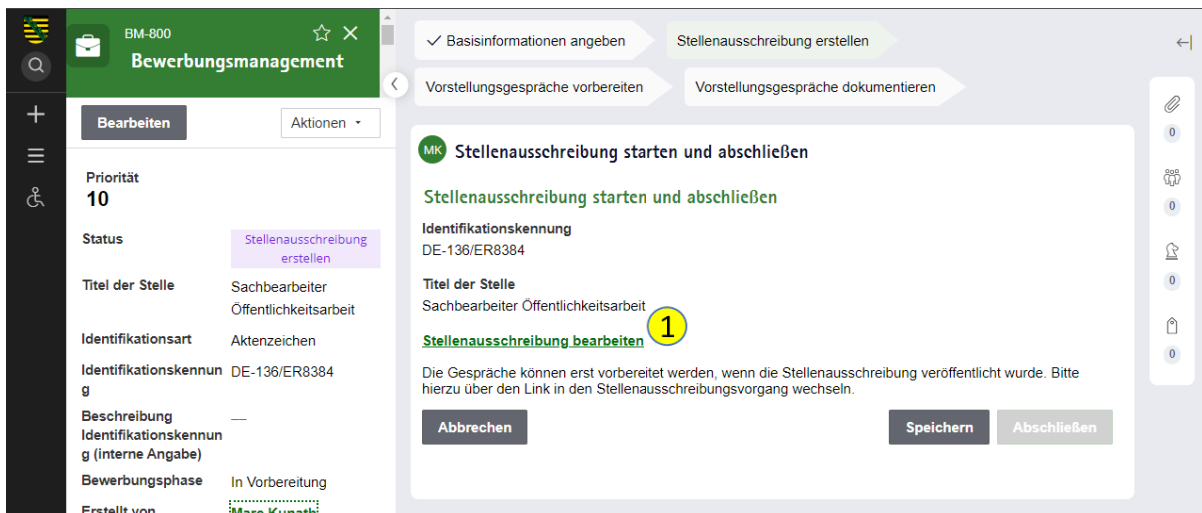 BM-800
Bewerbungsmanagement
Bearbeiten
Aktionen
Priorität
10
Status
Stellenausschreibung
erstellen
Titel der Stelle
Sachbearbeiter
Öffentlichkeitsarbeit
Identifikationsart
Aktenzeichen
Identifikationskennun
g
DE-136/ER8384
Beschreibung
Identifikationskennun
g (interne Angabe)
—
Bewerbungsphase
In Vorbereitung
Erstellt von
Marc Kunath
Basisinformationen angeben
Stellenausschreibung erstellen
Vorstellungsgespräche vorbereiten
Vorstellungsgespräche dokumentieren
MK
Stellenausschreibung starten und abschließen
Stellenausschreibung starten und abschließen
Identifikationskennung
DE-136/ER8384
Titel der Stelle
Sachbearbeiter Öffentlichkeitsarbeit
Stellenausschreibung bearbeiten
1
Die Gespräche können erst vorbereitet werden, wenn die Stellenausschreibung veröffentlicht wurde. Bitte
hierzu über den Link in den Stellenausschreibungsvorgang wechseln.
Abbrechen
Speichern
Abschließen
0
0
0
0